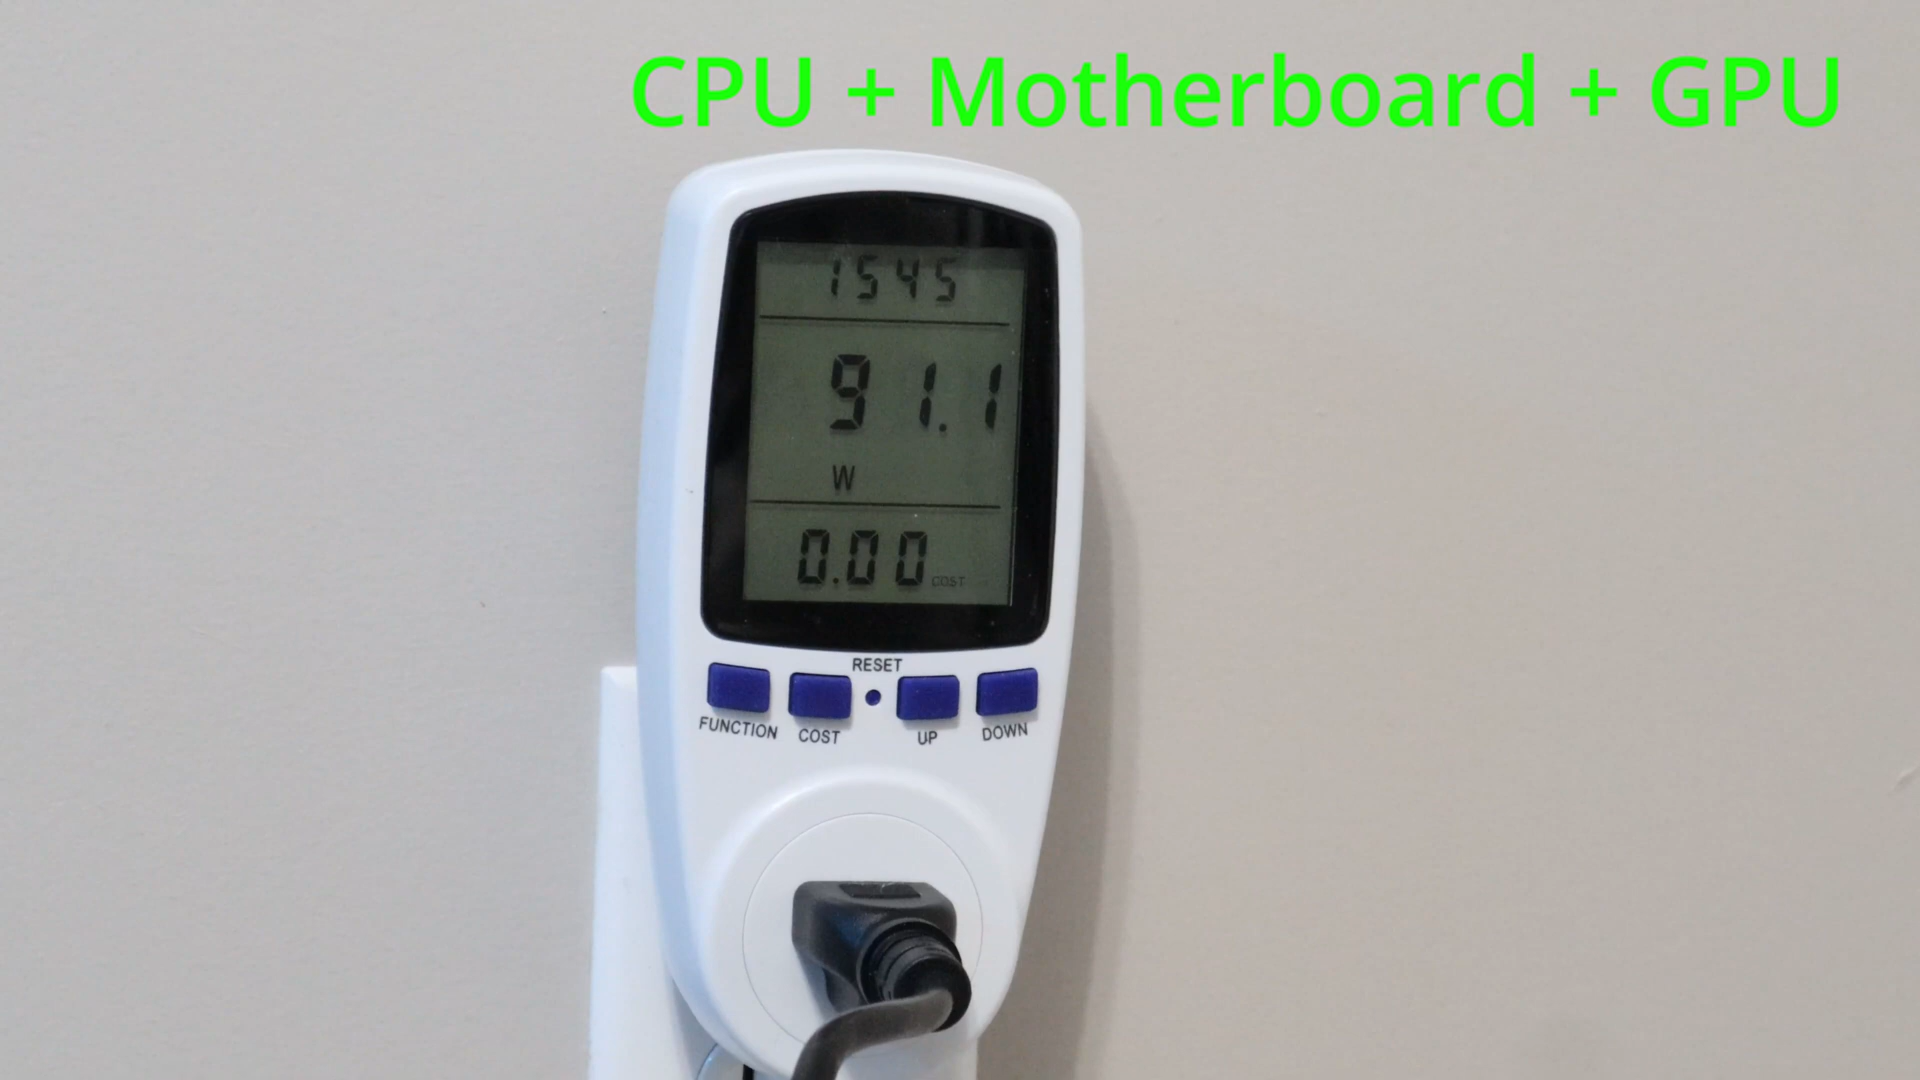 CPU + Motherboard + GPU
1545
91.1
W
0.00 COST
RESET
FUNCTION COST UP DOWN